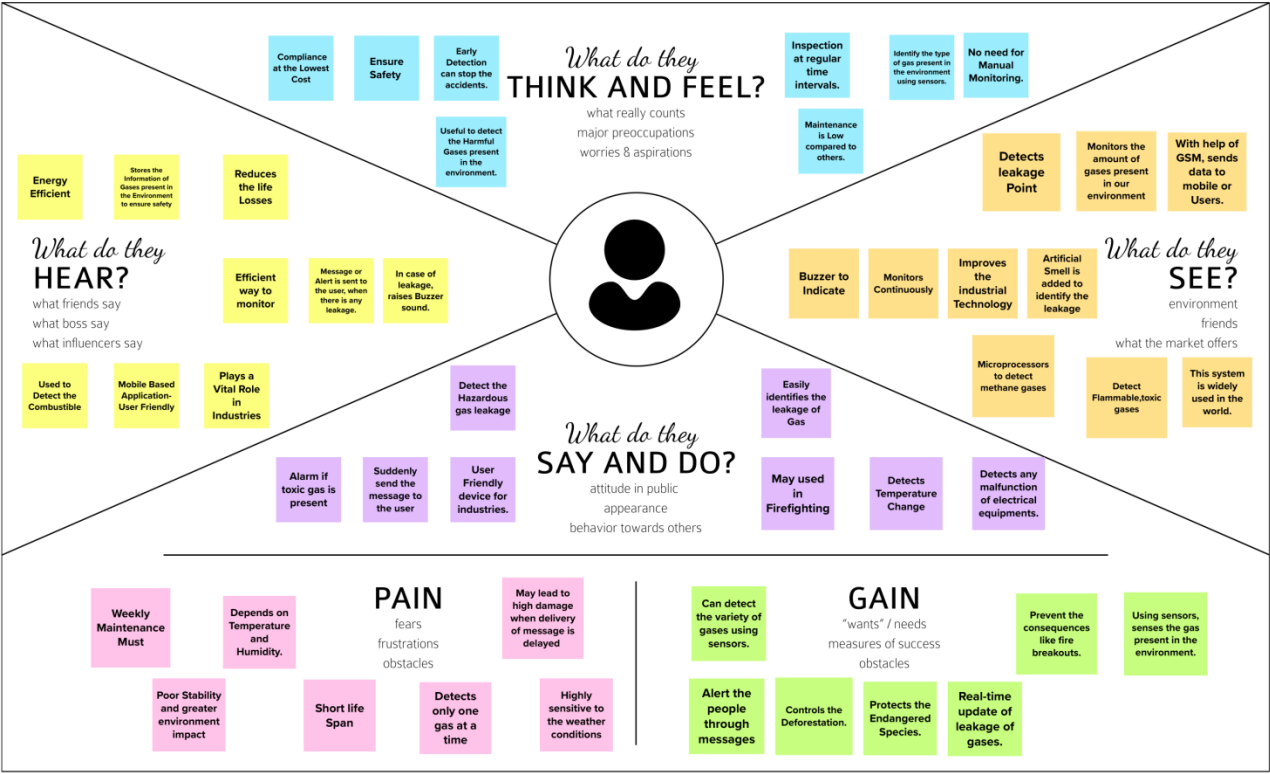 Compliance
at the Lowest
Cost
Ensure
Safety
Early
Detection
can stop the
accidents.
Useful to detect
the Harmful
Gases present
in the
environment.
What do they
THINK AND FEEL?
what really counts
major preoccupations
worries & aspirations
Inspection
at regular
time
intervals.
Identify the type
of gas present in
the environment
using sensors.
No need for
Manual
Monitoring.
Maintenance
is Low
compared to
others.
Energy
Efficient
Stores the
Information of
Gases present in
the Environment
to ensure safety
Reduces
the life
Losses
What do they
HEAR?
what friends say
what boss say
what influencers say
Efficient
way to
monitor
Message or
Alert is sent to
the user, when
there is any
leakage.
In case of
leakage,
raises Buzzer
sound.
Used to
Detect the
Combustible
Mobile Based
Application-
User Friendly
Plays a
Vital Role
in
Industries
Detects
leakage
Point
Monitors the
amount of
gases present
in our
environment
With help of
GSM, sends
data to
mobile or
Users.
Buzzer to
Indicate
Monitors
Continuously
Improves
the
industrial
Technology
Artificial
Smell is
added to
identify the
leakage
What do they
SEE?
environment
friends
what the market offers
Microprocessors
to detect
methane gases
Detect
Flammable,toxic
gases
This system
is widely
used in the
world.
Detect the
Hazardous
gas leakage
Alarm if
toxic gas is
present
Suddenly
send the
message to
the user
User
Friendly
device for
industries.
What do they
SAY AND DO?
attitude in public
appearance
behavior towards others
Easily
identifies the
leakage of
Gas
May used
in
Firefighting
Detects
Temperature
Change
Detects any
malfunction
of electrical
equipments.
PAIN
fears
frustrations
obstacles
Weekly
Maintenance
Must
Depends on
Temperature
and
Humidity.
May lead to
high damage
when delivery
of message is
delayed
Poor Stability
and greater
environment
impact
Short life
Span
Detects
only one
gas at a
time
Highly
sensitive to
the weather
conditions
GAIN
“wants” / needs
measures of success
obstacles
Can detect
the variety of
gases using
sensors.
Prevent the
consequences
like fire
breakouts.
Using sensors,
senses the gas
present in the
environment.
Alert the
people
through
messages
Controls the
Deforestation.
Protects the
Endangered
Species.
Real-time
update of
leakage of
gases.